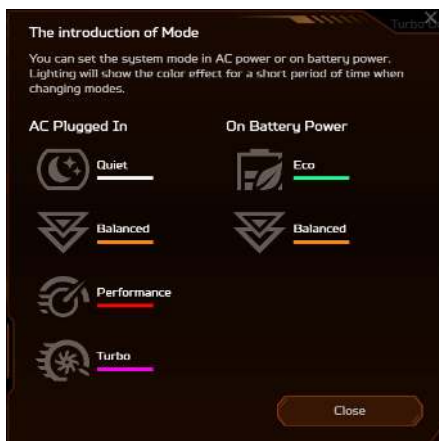 Turbo
The introduction of Mode
You can set the system mode in AC power or on battery power.
Lighting will show the color effect for a short period of time when
changing modes.
AC Plugged In
On Battery Power
Quiet
Eco
Balanced
Balanced
Performance
Turbo
Close